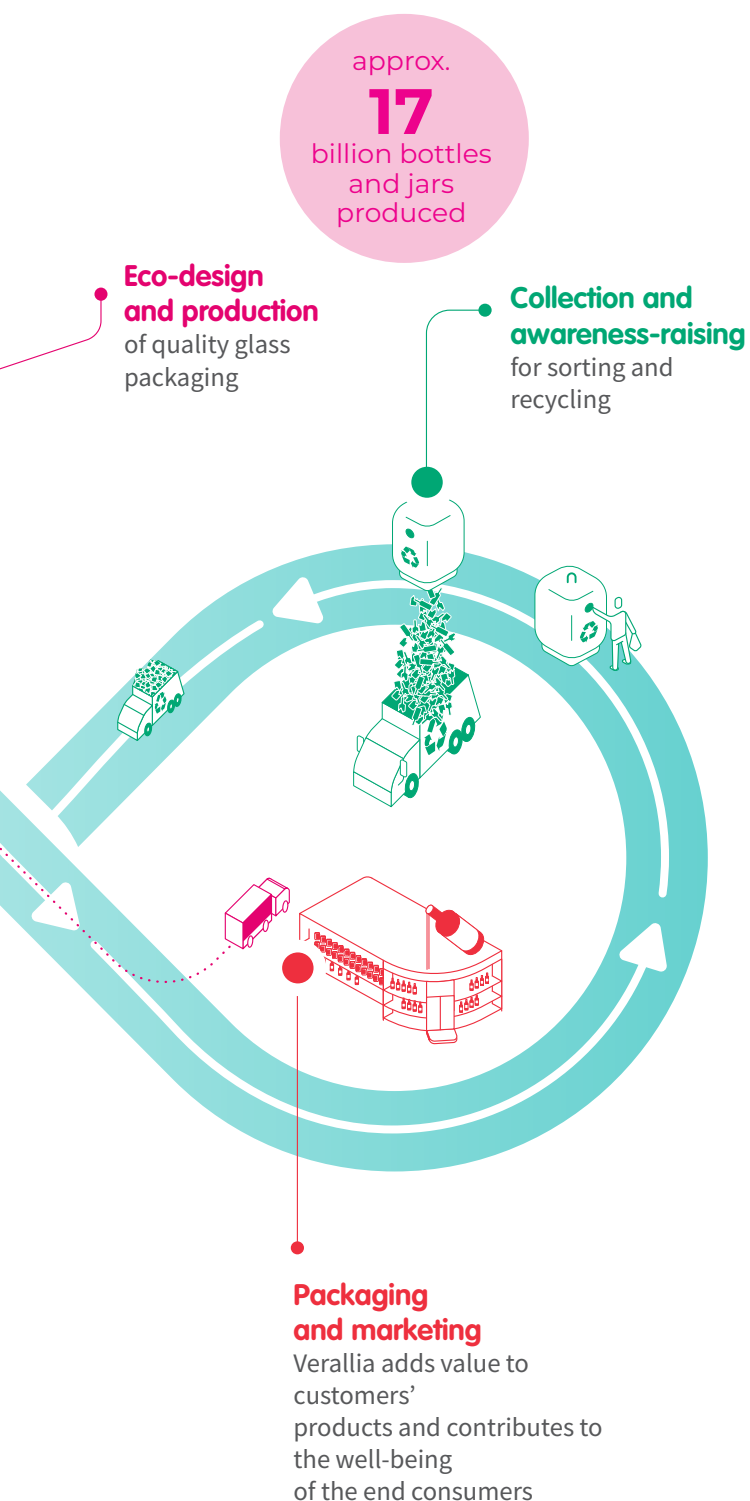 approx.
17
billion bottles
and jars
produced
Eco-design
and production
of quality glass
packaging
Collection and
awareness-raising
for sorting and
recycling
Packaging
and marketing
Verallia adds value to
customers’
products and contributes to
the well-being
of the end consumers